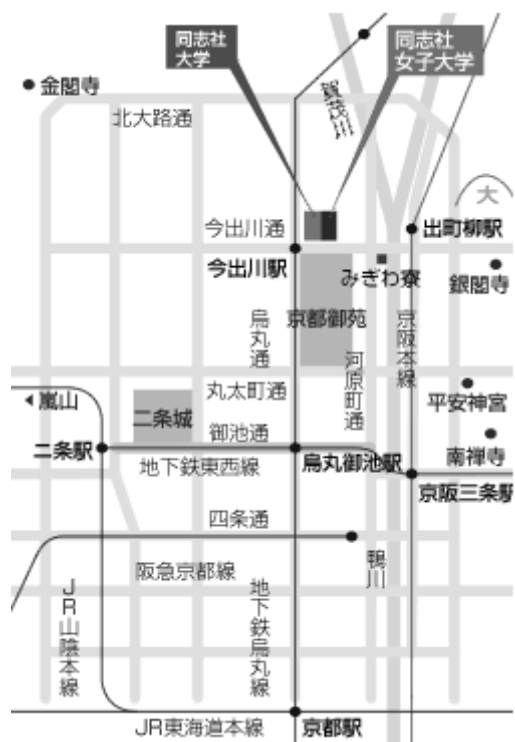 同志社
大学
同志社
女子大学
金閣寺
北大路通
賀茂川
大
今出川通
出町柳駅
今出川駅
みぎわ寮
銀閣寺
烏丸通
京都御苑
京阪本線
河原町通
丸太町通
嵐山
二条城
平安神宮
御池通
二条駅
烏丸御池駅
南禅寺
地下鉄東西線
京阪三条駅
四条通
鴨川
阪急京都線
JR山陰本線
地下鉄烏丸線
JR東海道本線
京都駅